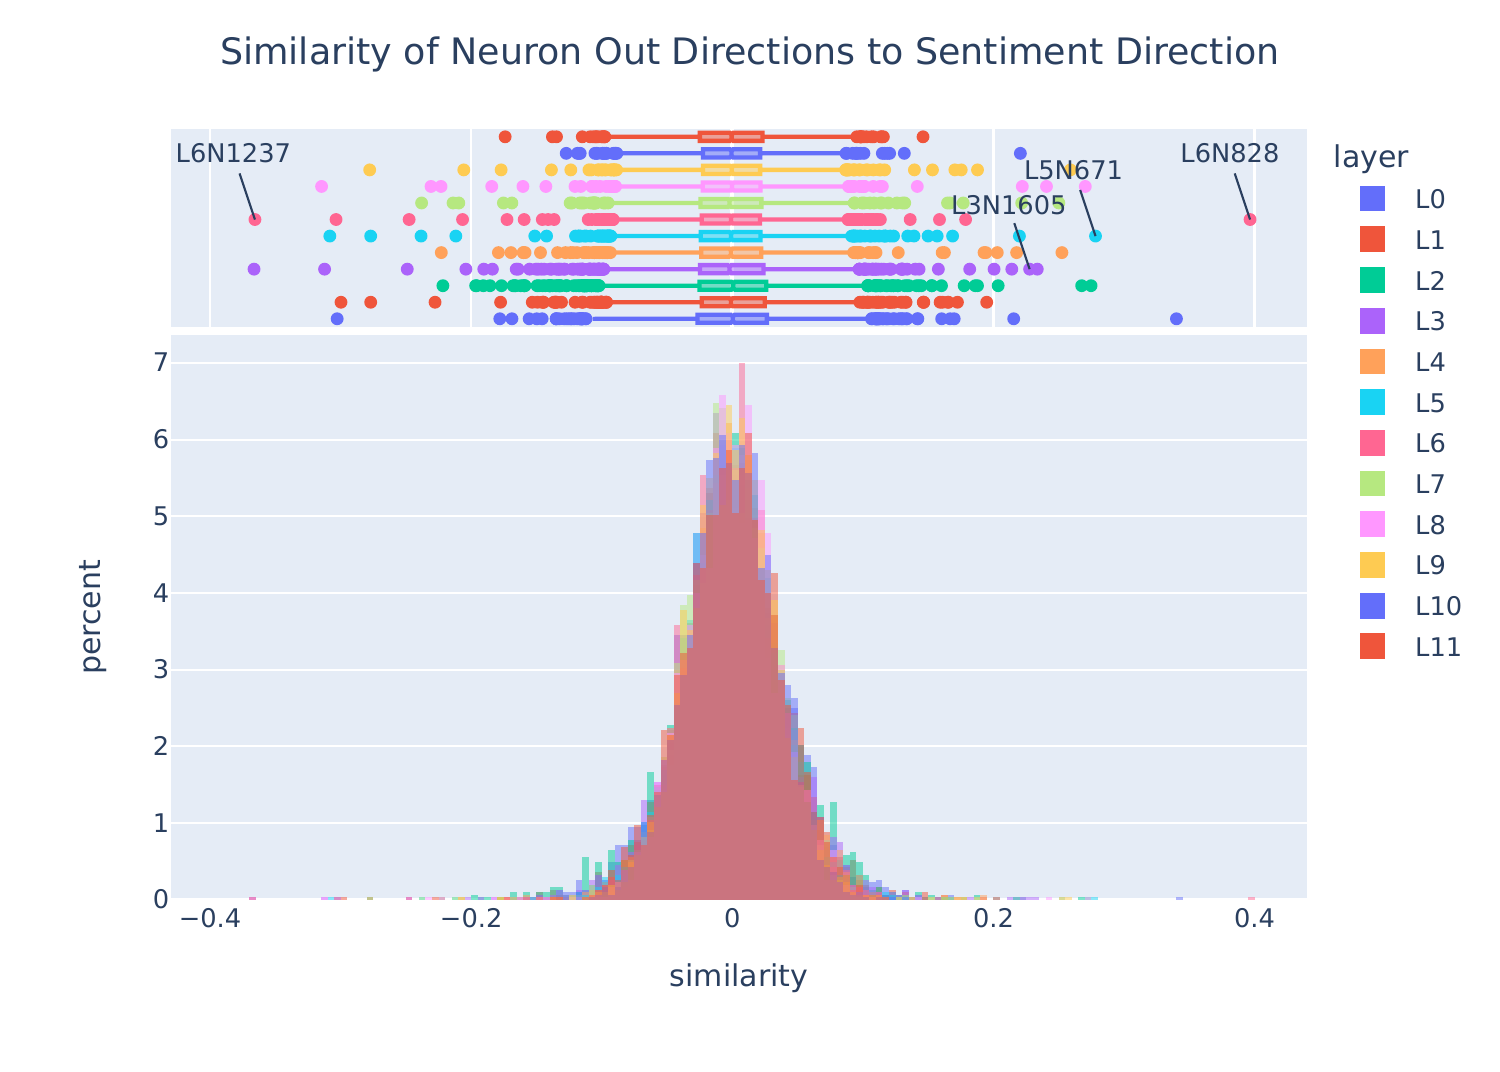 Similarity of Neuron Out Directions to Sentiment Direction
L6N1237
L6N828
L5N671
L3N1605
layer
L0
L1
L2
L3
L4
L5
L6
L7
L8
L9
L10
L11
7
6
5
4
3
2
1
0
percent
−0.4
−0.2
0
0.2
0.4
similarity